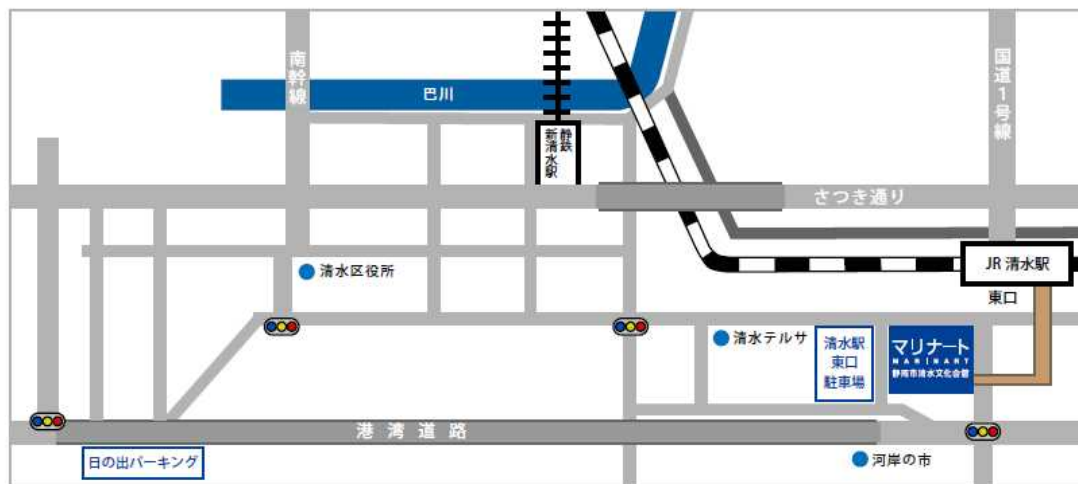 南幹線
巴川
静鉄
新清水駅
国道1号線
さつき通り
JR 清水駅
東口
清水区役所
清水テルサ
清水駅
東口
駐車場
マリナート
MARINART
静岡市清水文化会館
港湾道路
日の出パーキング
河岸の市